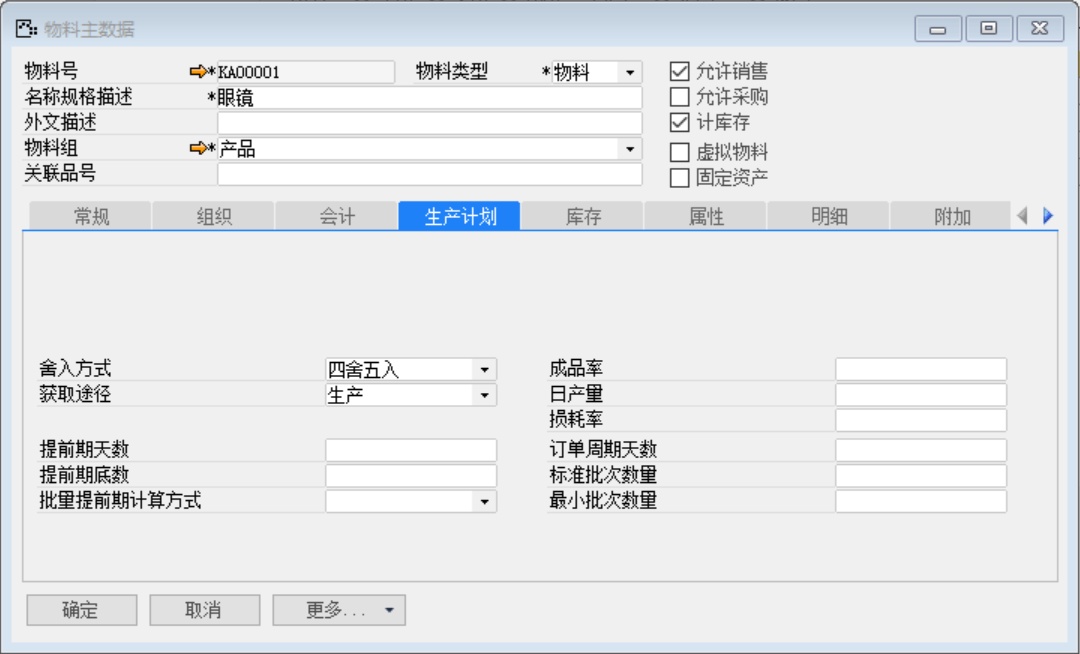 物料主数据
物料号 *KA00001 物料类型 *物料 允许销售
名称规格描述 *眼镜 允许采购
外文描述 计库存
物料组 *产品 虚拟物料
关联品号 固定资产
常规 组织 会计 生产计划 库存 属性 明细 附加
舍入方式 四舍五入 成品率
获取途径 生产 日产量
损耗率
提前期天数 订单周期天数
提前期底数 标准批次数量
批量提前期计算方式 最小批次数量
确定 取消 更多...